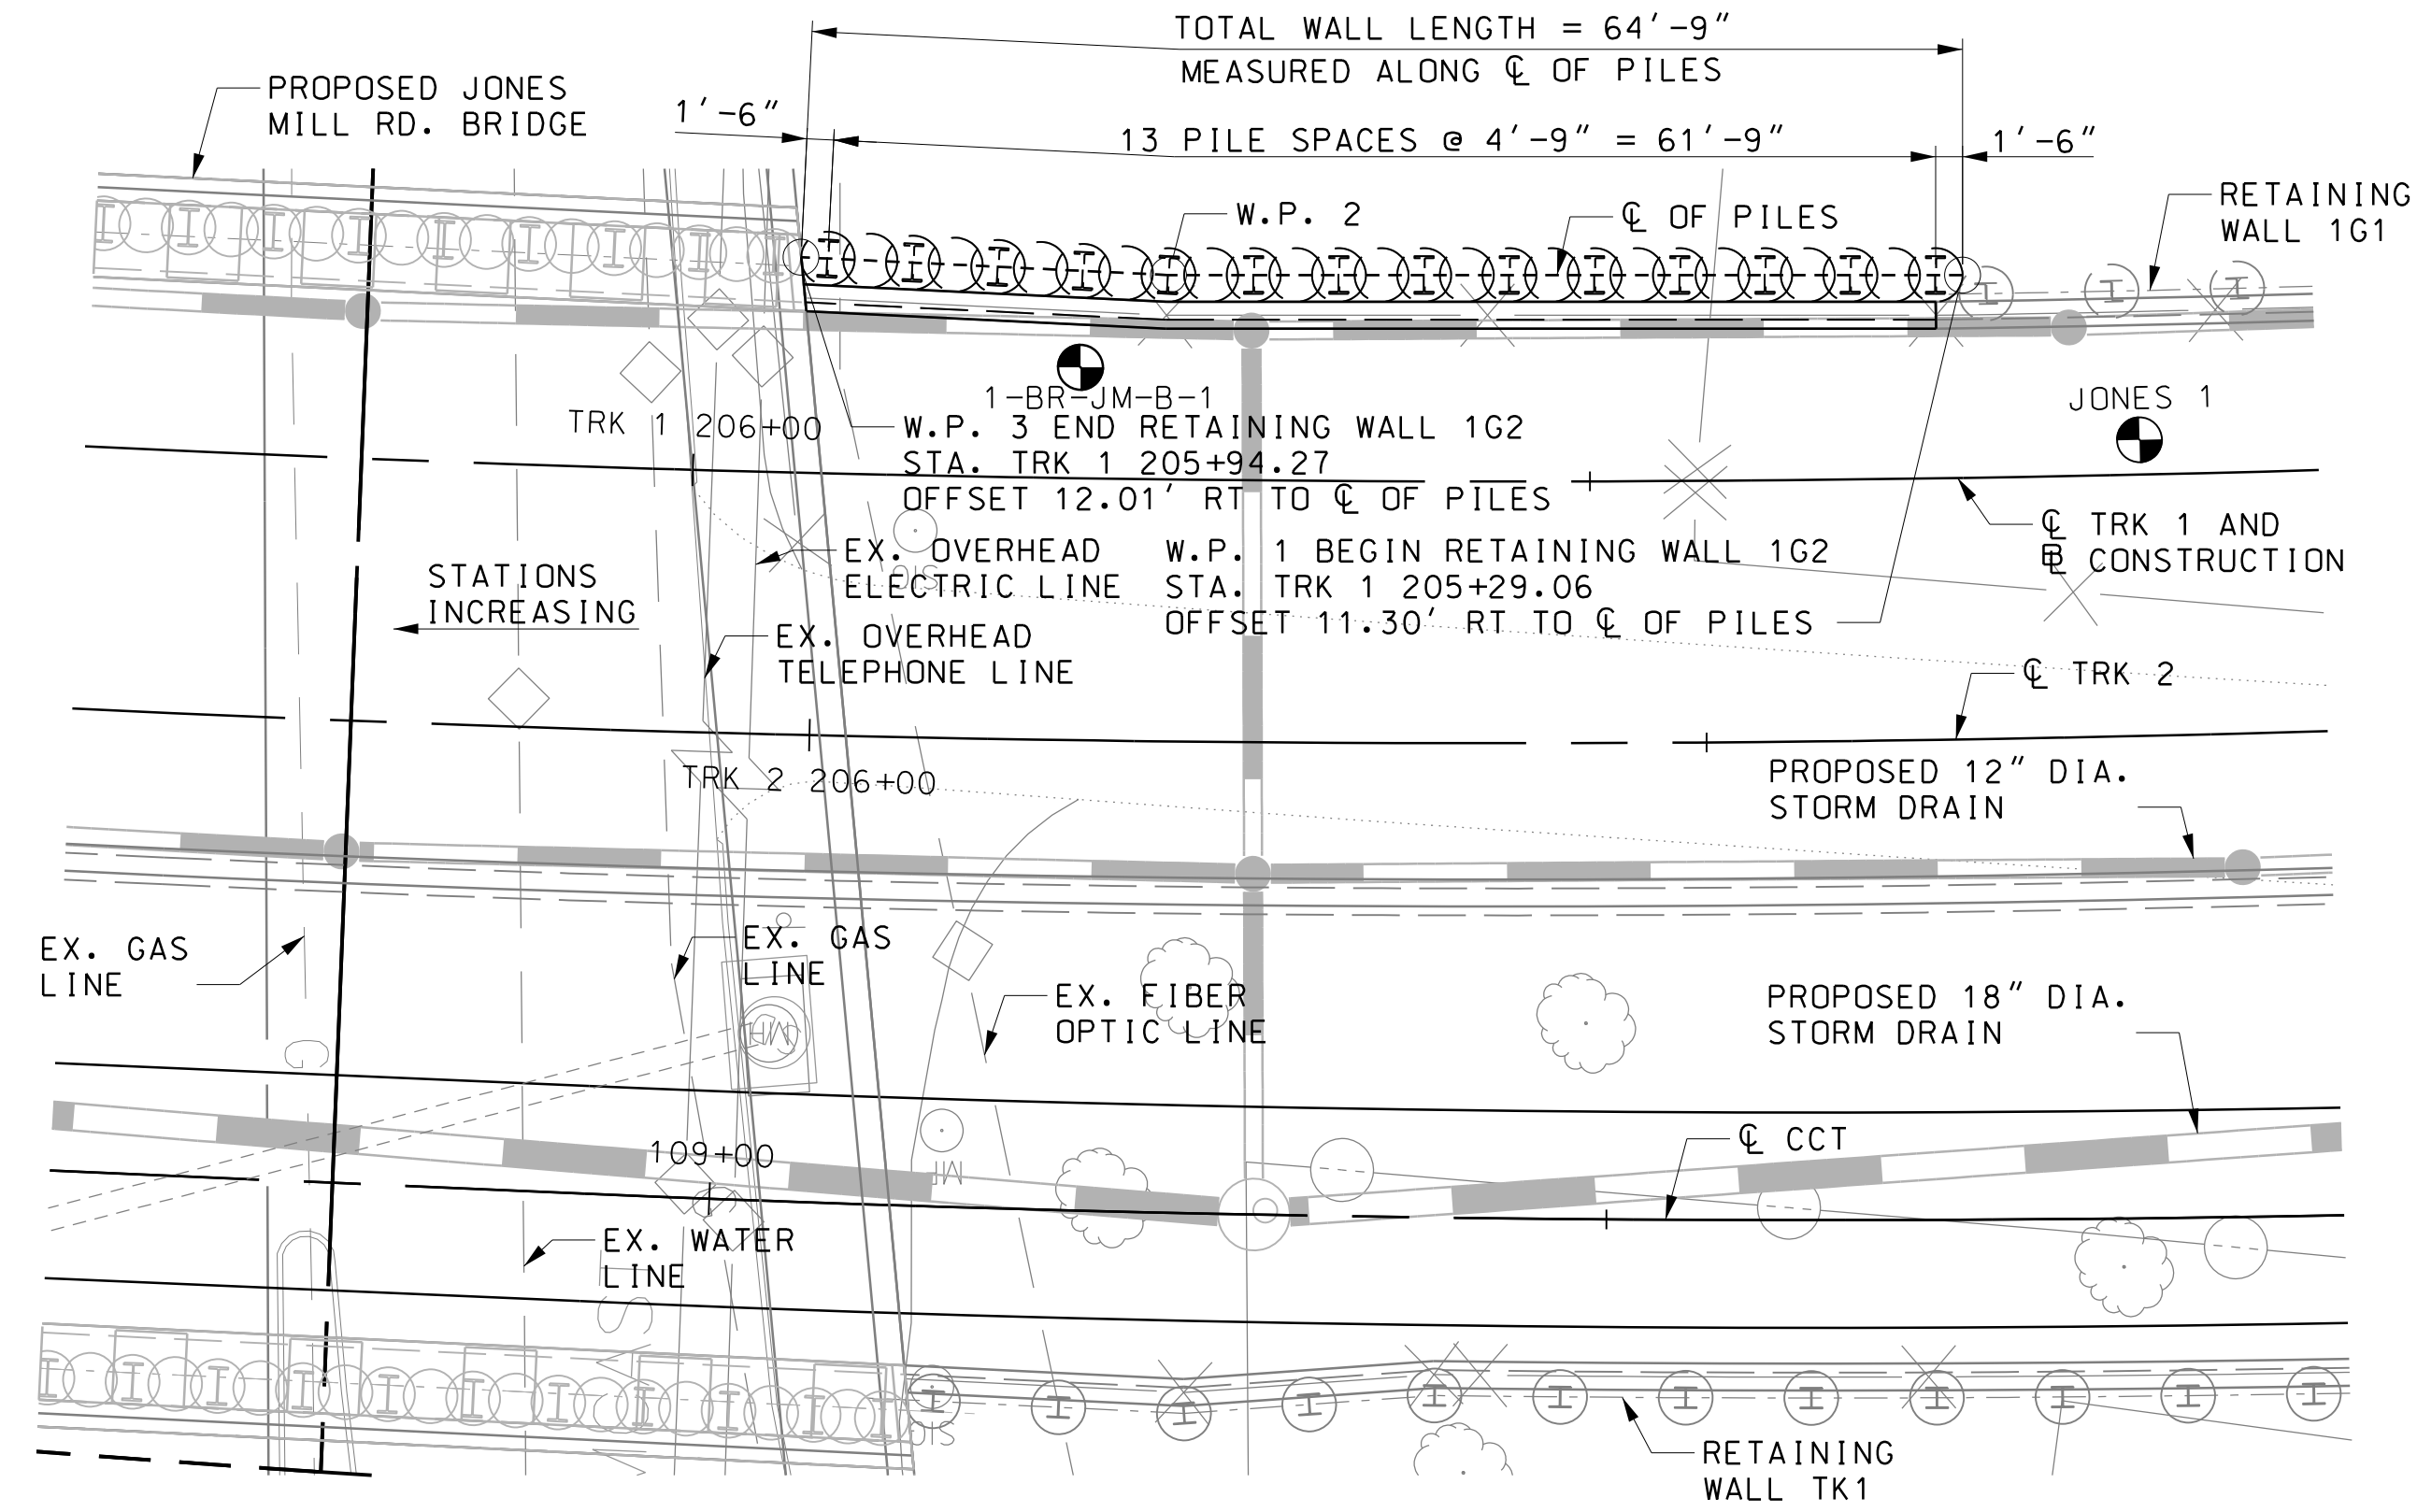 TOTAL WALL LENGTH = 64'-9"
MEASURED ALONG ℄ OF PILES
PROPOSED JONES
MILL RD. BRIDGE
1'-6"
13 PILE SPACES @ 4'-9" = 61'-9"
1'-6"
RETAINING
WALL 1G1
W.P. 2
℄ OF PILES
1-BR-JM-B-1
JONES 1
TRK 1 206+00
W.P. 3 END RETAINING WALL 1G2
STA. TRK 1 205+94.27
OFFSET 12.01' RT TO ℄ OF PILES
℄ TRK 1 AND
B CONSTRUCTION
EX. OVERHEAD
ELECTRIC LINE
W.P. 1 BEGIN RETAINING WALL 1G2
STA. TRK 1 205+29.06
OFFSET 11.30' RT TO ℄ OF PILES
STATIONS
INCREASING
EX. OVERHEAD
TELEPHONE LINE
℄ TRK 2
TRK 2 206+00
PROPOSED 12" DIA.
STORM DRAIN
EX. GAS
LINE
EX. GAS
LINE
MH
EX. FIBER
OPTIC LINE
PROPOSED 18" DIA.
STORM DRAIN
109+00
℄ CCT
EX. WATER
LINE
RETAINING
WALL TK1